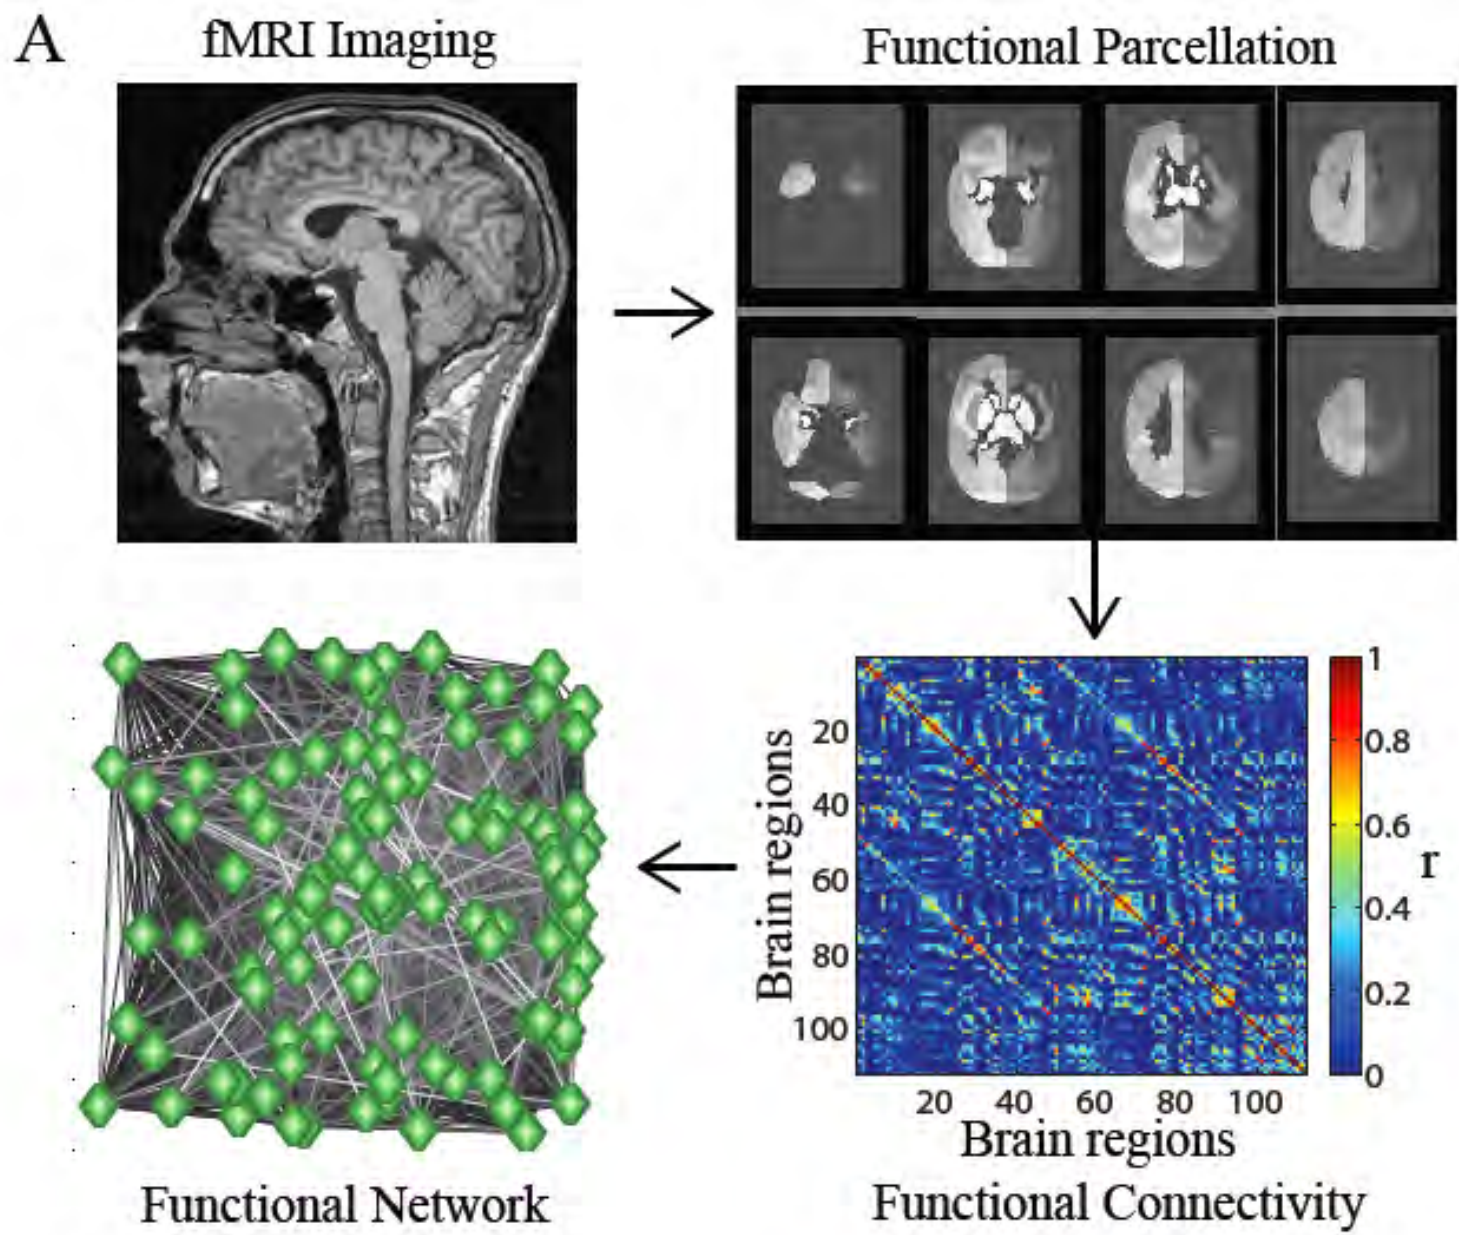 A
fMRI Imaging
Functional Parcellation
Brain regions
20
40
60
80
100
1
0.8
0.6
0.4
0.2
0
r
20 40 60 80 100
Brain regions
Functional Network
Functional Connectivity